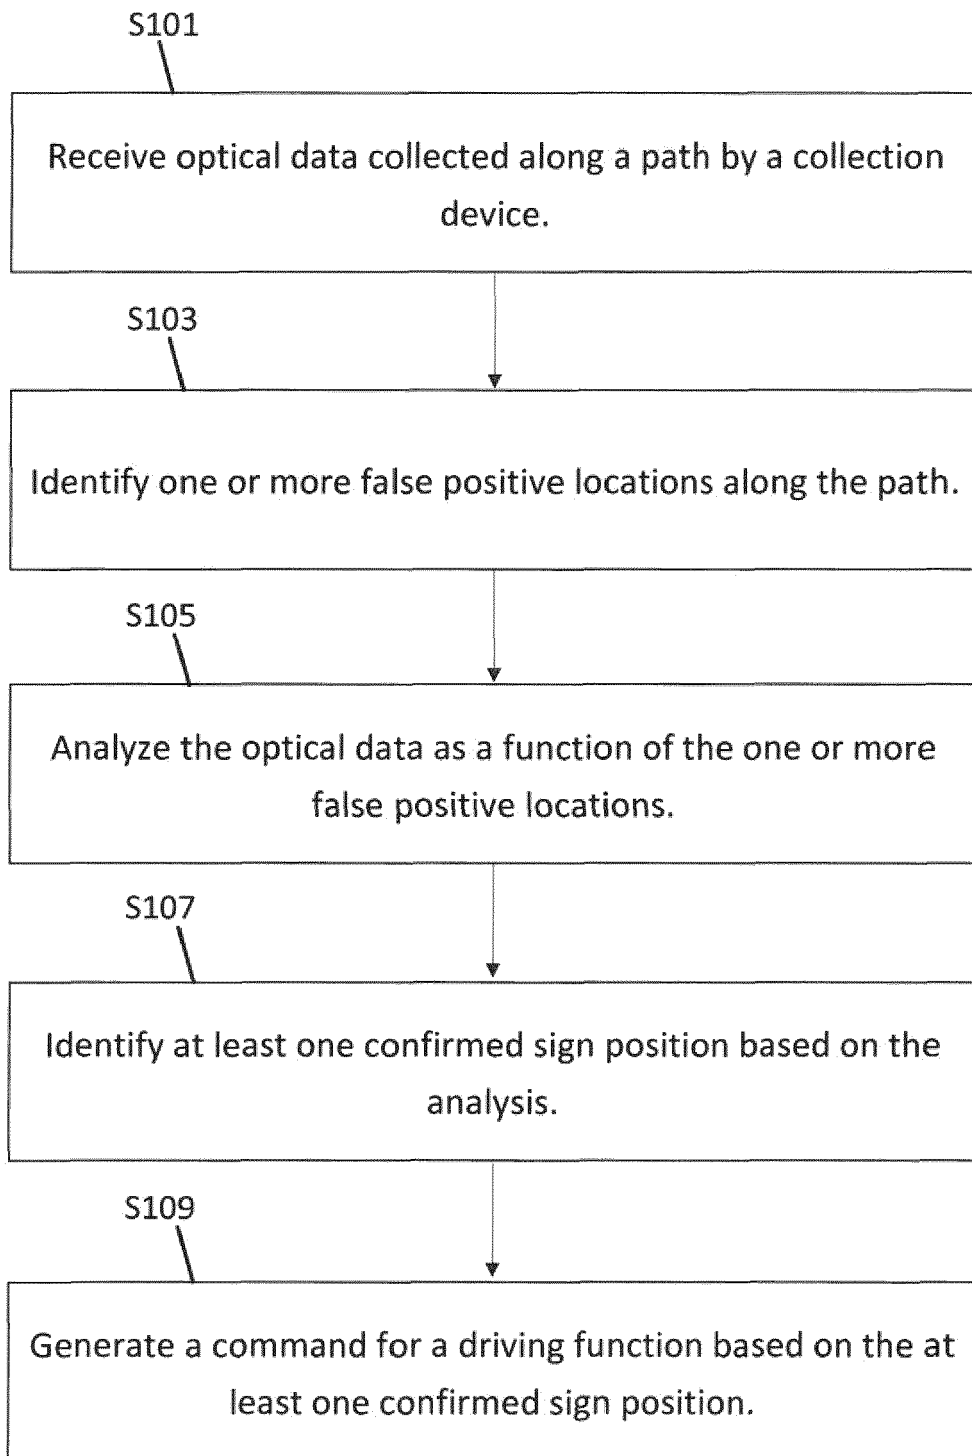 S101
Receive optical data collected along a path by a collection
device.
S103
Identify one or more false positive locations along the path.
S105
Analyze the optical data as a function of the one or more
false positive locations.
S107
Identify at least one confirmed sign position based on the
analysis.
S109
Generate a command for a driving function based on the at
least one confirmed sign position.